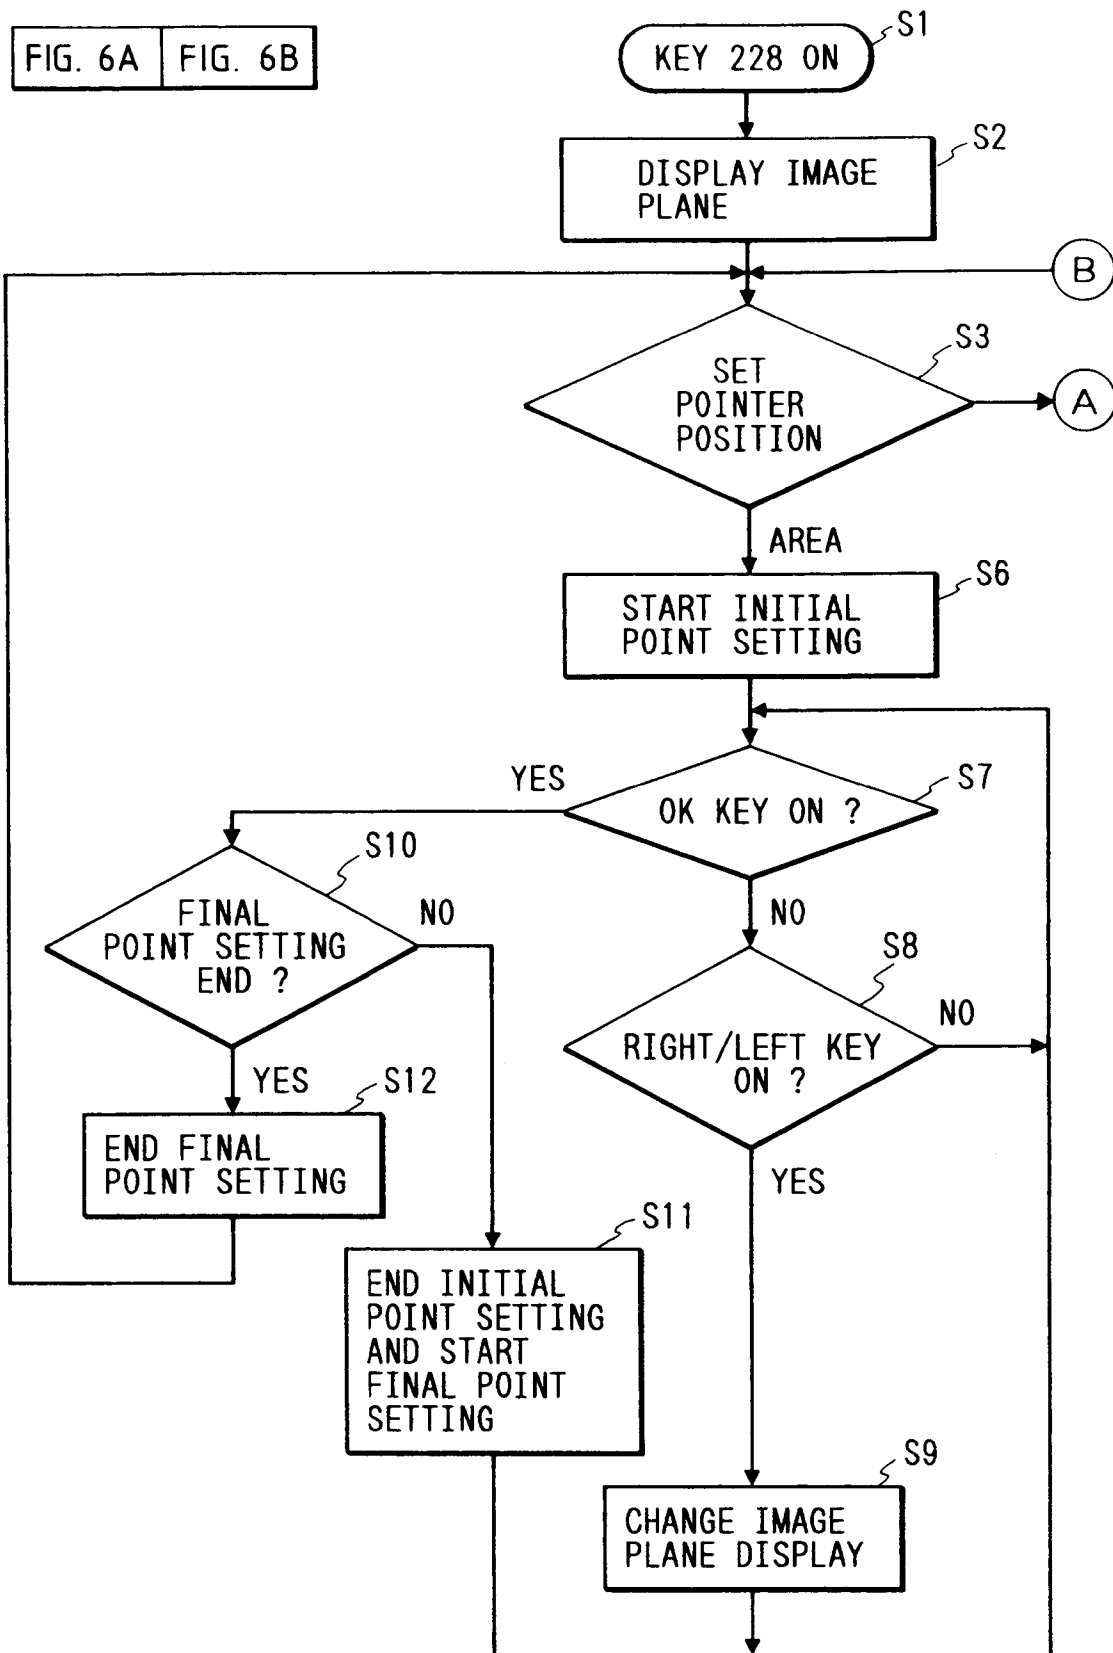 FIG. 6A FIG. 6B
KEY 228 ON
S1
DISPLAY IMAGE
PLANE
S2
B
SET
POINTER
POSITION
S3
A
AREA
START INITIAL
POINT SETTING
S6
YES
OK KEY ON ?
S7
S10
FINAL
POINT SETTING
END ?
NO
NO
S8
RIGHT/LEFT KEY
ON ?
NO
YES
S12
END FINAL
POINT SETTING
YES
S11
END INITIAL
POINT SETTING
AND START
FINAL POINT
SETTING
S9
CHANGE IMAGE
PLANE DISPLAY